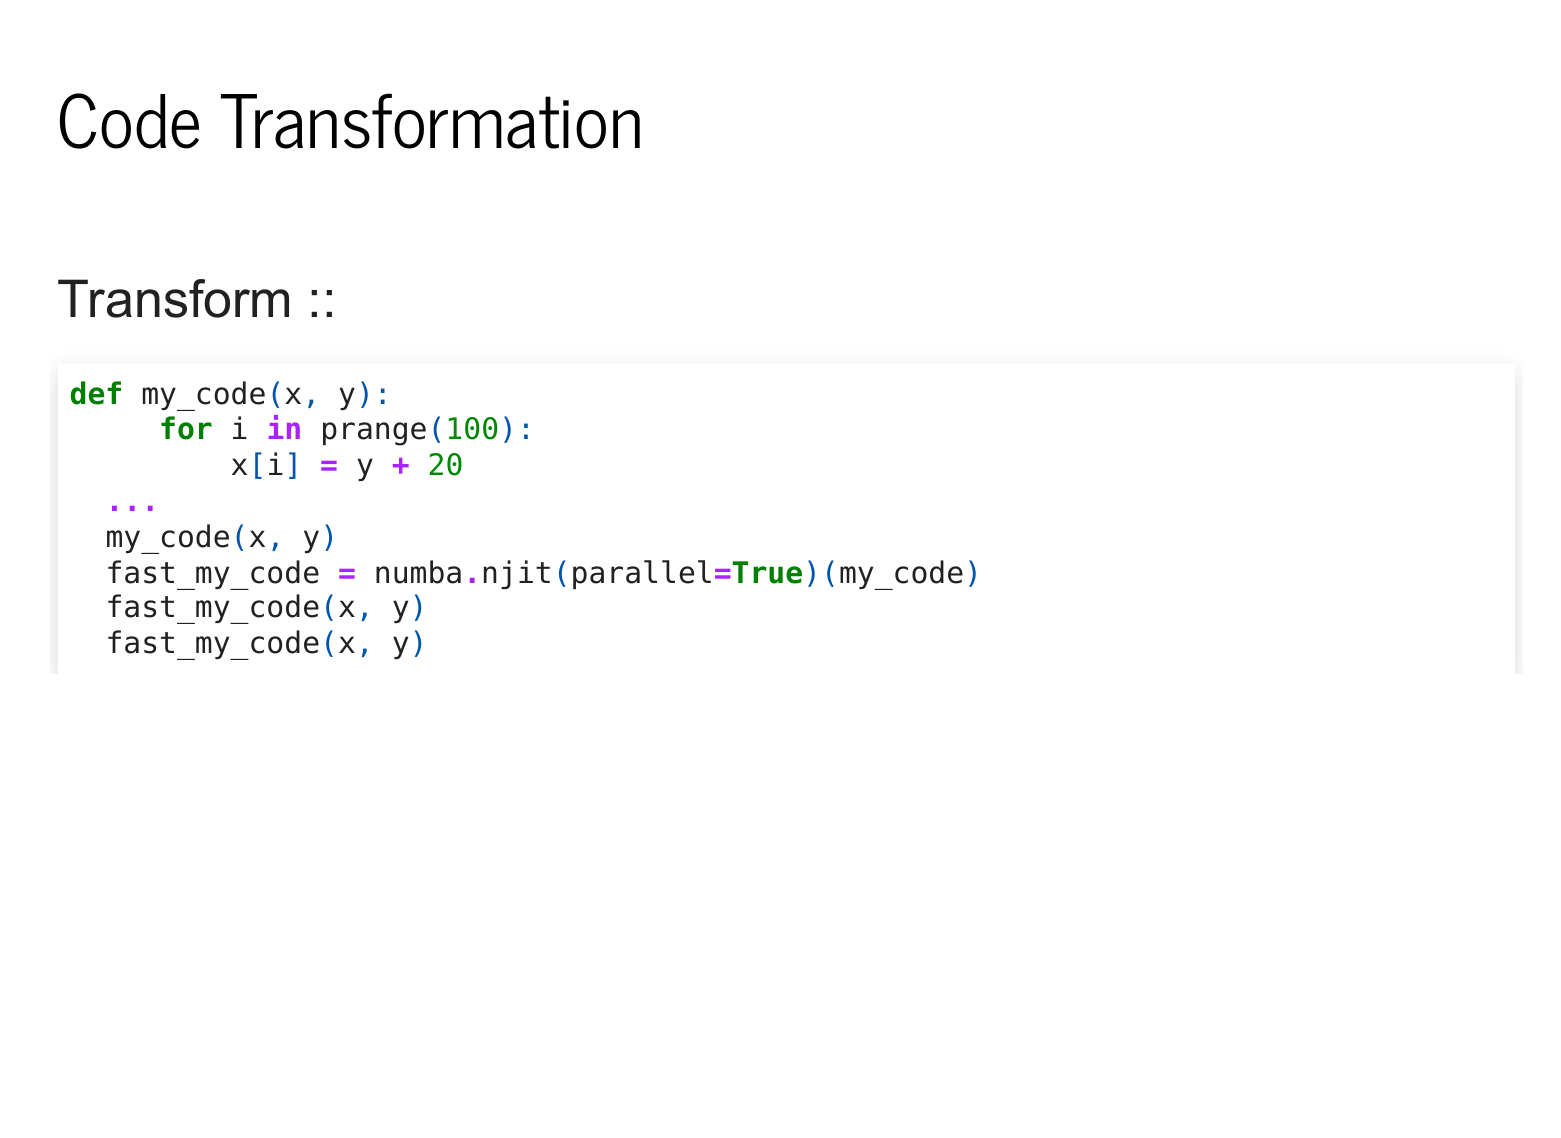 Code Transformation
Transform ::
def my_code(x, y):
     for i in prange(100):
         x[i] = y + 20
  ...
  my_code(x, y)
  fast_my_code = numba.njit(parallel=True)(my_code)
  fast_my_code(x, y)
  fast_my_code(x, y)